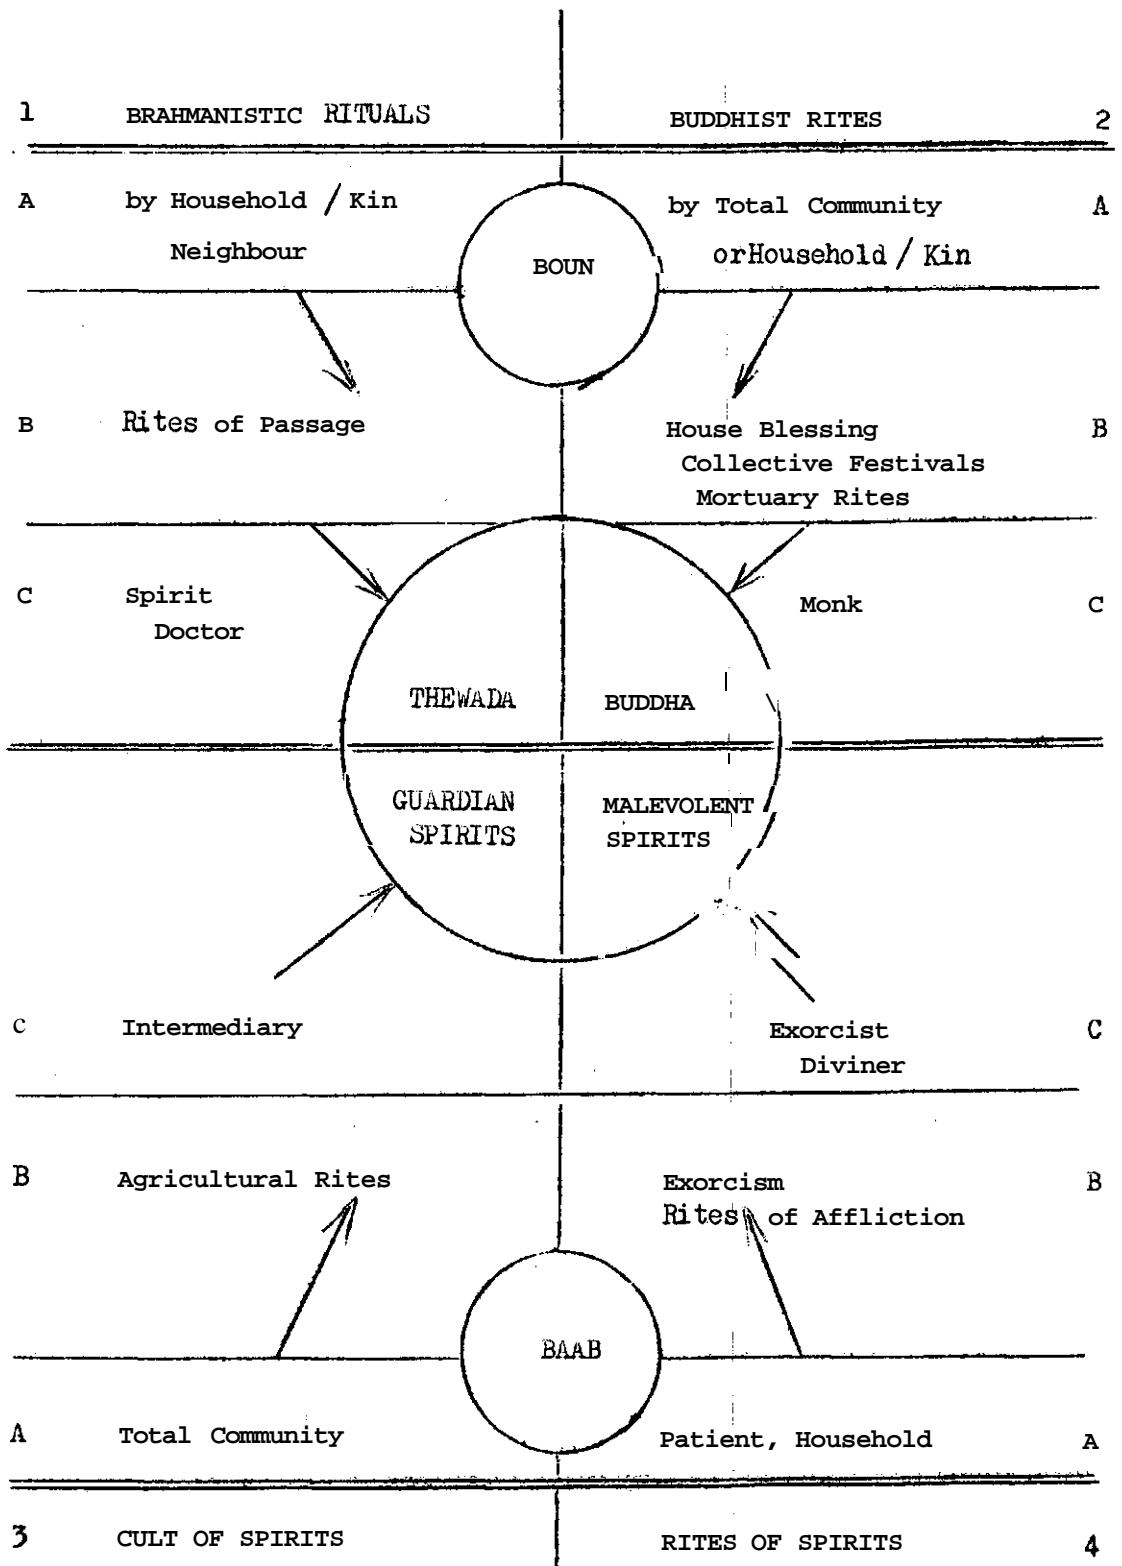 1 BRAHMANISTIC RITUALS BUDDHIST RITES 2
A by Household / Kin by Total Community A
Neighbour BOUN orHousehold / Kin
B Rites of Passage House Blessing B
Collective Festivals
Mortuary Rites
C Spirit Monk C
Doctor
THEWADA BUDDHA
GUARDIAN MALEVOLENT
SPIRITS SPIRITS
c Intermediary Exorcist C
Diviner
B Agricultural Rites Exorcism B
Rites of Affliction
BAAB
A Total Community Patient, Household A
3 CULT OF SPIRITS RITES OF SPIRITS 4